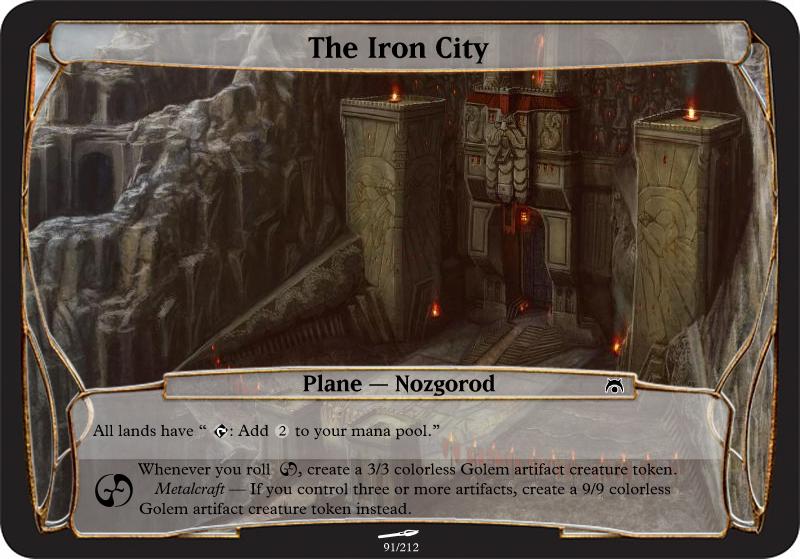 The Iron City
Plane — Nozgorod
All lands have “ : Add 2 to your mana pool.”
Whenever you roll , create a 3/3 colorless Golem artifact creature token.
Metalcraft — If you control three or more artifacts, create a 9/9 colorless
Golem artifact creature token instead.
91/212